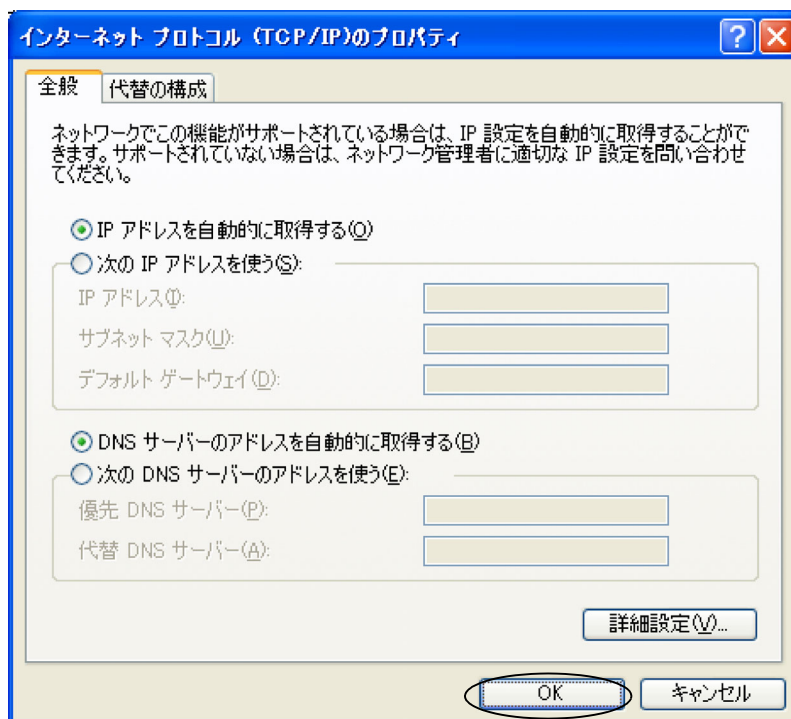 インターネット プロトコル (TCP/IP)のプロパティ
?
全般
代替の構成
ネットワークでこの機能がサポートされている場合は、IP 設定を自動的に取得することがで
きます。サポートされていない場合は、ネットワーク管理者に適切な IP 設定を問い合わせ
てください。
IP アドレスを自動的に取得する(O)
次の IP アドレスを使う(S):
IP アドレス(I):
サブネット マスク(U):
デフォルト ゲートウェイ(D):
DNS サーバーのアドレスを自動的に取得する(B)
次の DNS サーバーのアドレスを使う(E):
優先 DNS サーバー(P):
代替 DNS サーバー(A):
詳細設定(V)...
OK
キャンセル